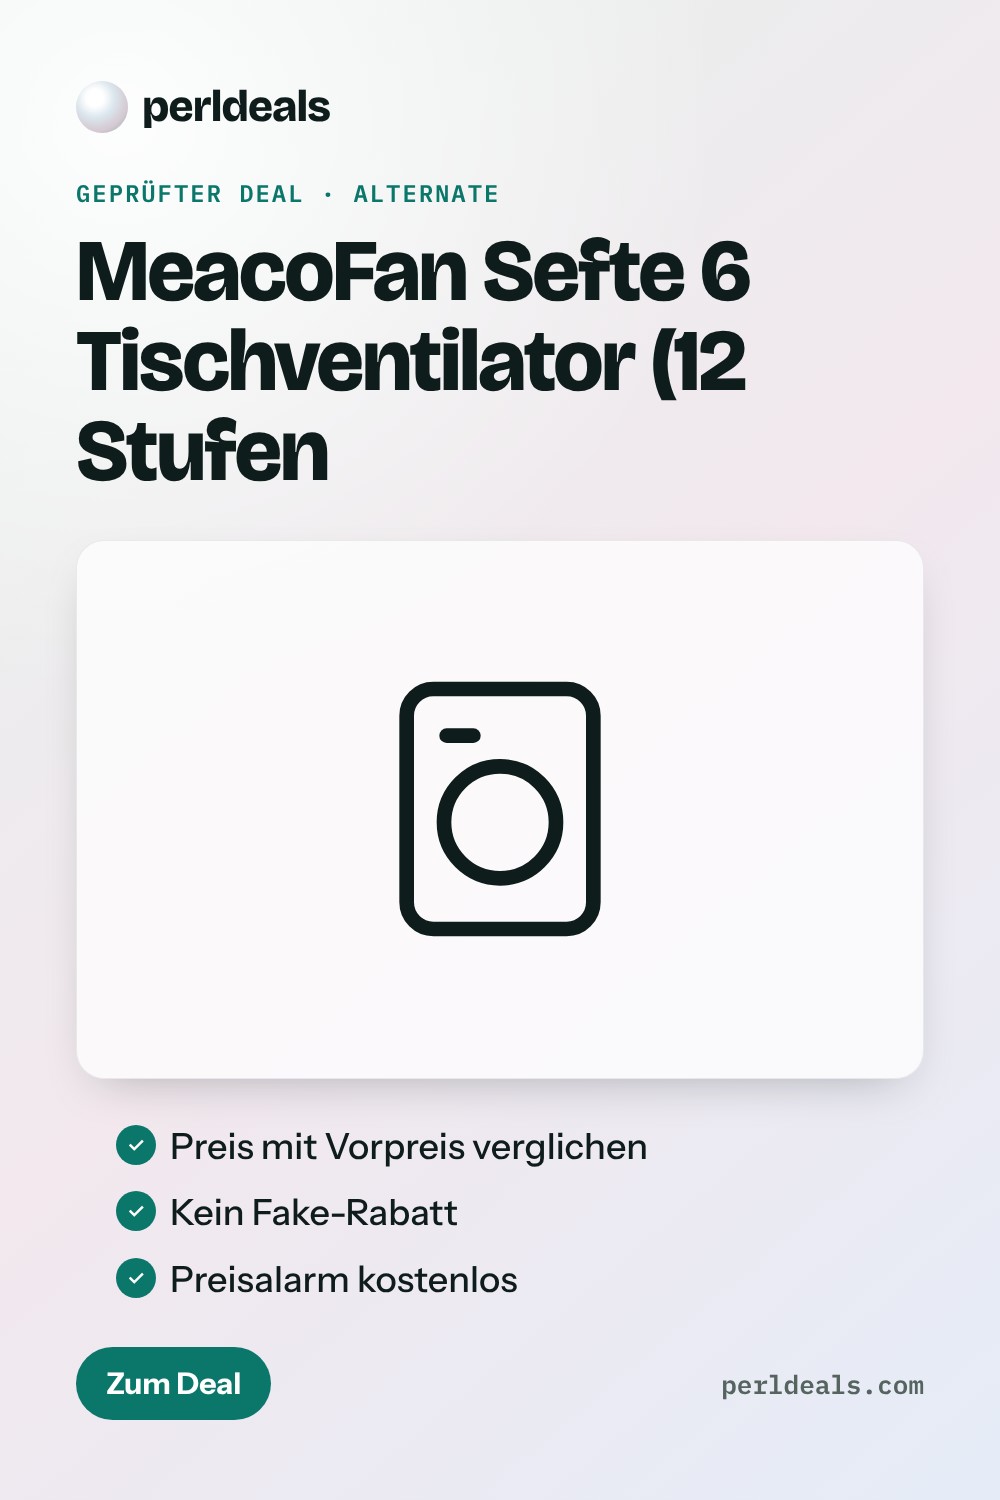 perldeals
GEPRÜFTER DEAL · ALTERNATE
MeacoFan Sefte 6
Tischventilator (12
Stufen
Preis mit Vorpreis verglichen
Kein Fake-Rabatt
Preisalarm kostenlos
Zum Deal
perldeals.com